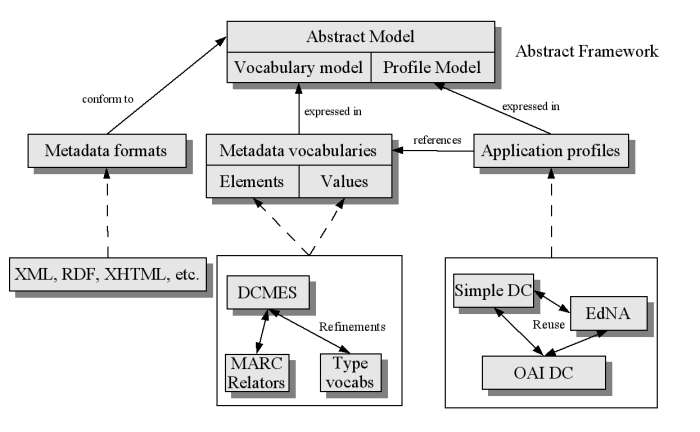 Abstract Model
Abstract Framework
Vocabulary model
Profile Model
conform to
expressed in
expressed in
Metadata formats
Metadata vocabularies
references
Application profiles
Elements
Values
XML, RDF, XHTML, etc.
DCMES
Simple DC
EdNA
Refinements
Reuse
MARC
Relators
Type
vocabs
OAI DC